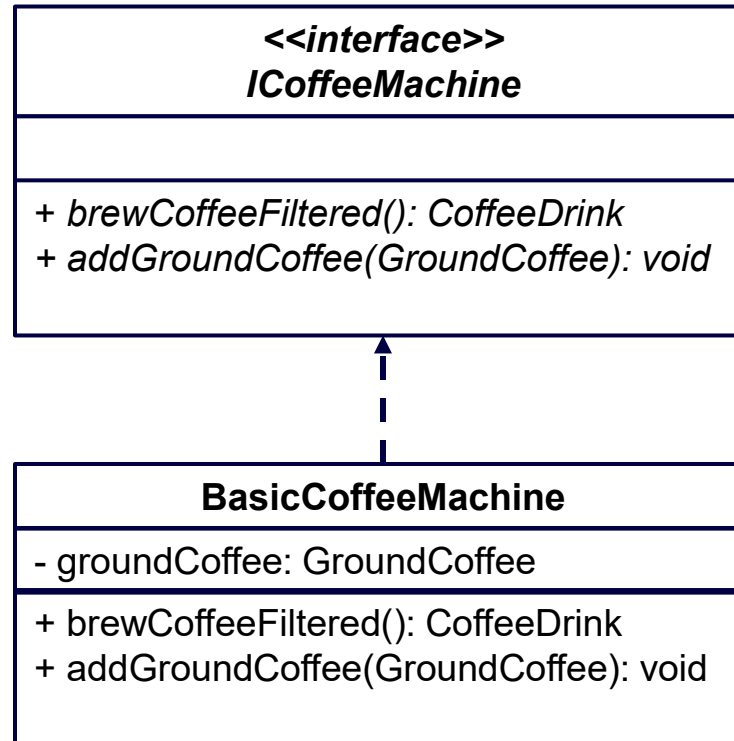 <<interface>>
ICoffeeMachine
+ brewCoffeeFiltered(): CoffeeDrink
+ addGroundCoffee(GroundCoffee): void
BasicCoffeeMachine
- groundCoffee: GroundCoffee
+ brewCoffeeFiltered(): CoffeeDrink
+ addGroundCoffee(GroundCoffee): void